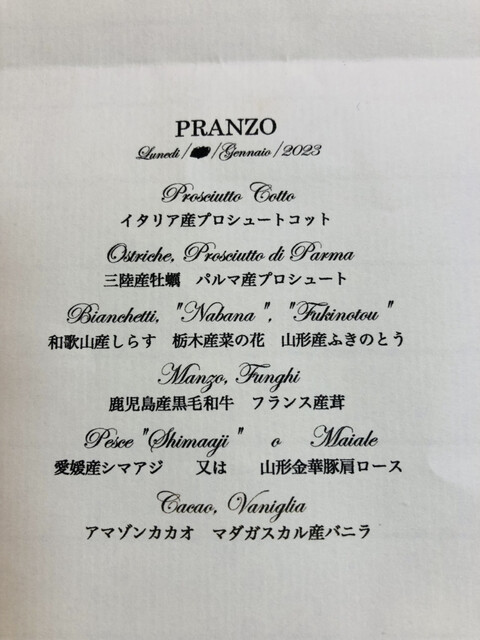 PRANZO
Lunedi / /Gennaio/2023
Prosciutto Cotto
イタリア産プロシュートコット
Ostriche, Prosciutto di Parma
三陸産牡蠣 パルマ産プロシュート
Bianchetti, "Nabana", "Fukinotou"
和歌山産しらす 栃木産菜の花 山形産ふきのとう
Manzo, Funghi
鹿児島産黒毛和牛 フランス産茸
Pesce "Shimaaji" o Maiale
愛媛産シマアジ 又は 山形金華豚肩ロース
Cacao, Vaniglia
アマゾンカカオ マダガスカル産バニラ